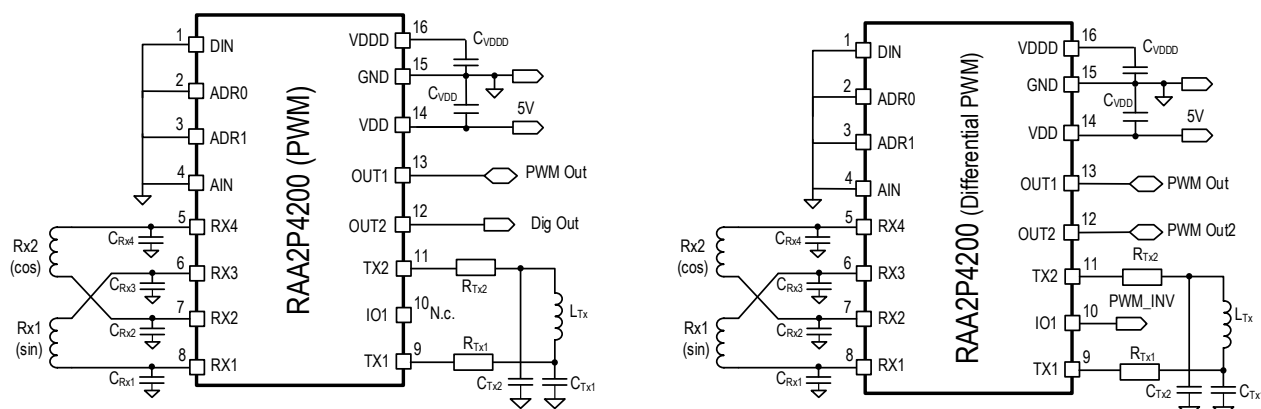 1
DIN
2
ADR0
3
ADR1
4
AIN
5
RX4
6
RX3
7
RX2
8
RX1
RAA2P4200 (PWM)
VDDD
16
CVDDD
GND
15
CVDD
VDD
14
5V
OUT1
13
PWM Out
OUT2
12
Dig Out
TX2
11
RTx2
IO1
10
N.c.
LTx
TX1
9
RTx1
CTx2
CTx1
Rx2
(cos)
Rx1
(sin)
CRx4
CRx3
CRx2
CRx1
1
DIN
2
ADR0
3
ADR1
4
AIN
5
RX4
6
RX3
7
RX2
8
RX1
RAA2P4200 (Differential PWM)
VDDD
16
CVDDD
GND
15
CVDD
VDD
14
5V
OUT1
13
PWM Out
OUT2
12
PWM Out2
TX2
11
RTx2
IO1
10
PWM_INV
LTx
TX1
9
RTx1
CTx2
CTx
Rx2
(cos)
Rx1
(sin)
CRx4
CRx3
CRx2
CRx1